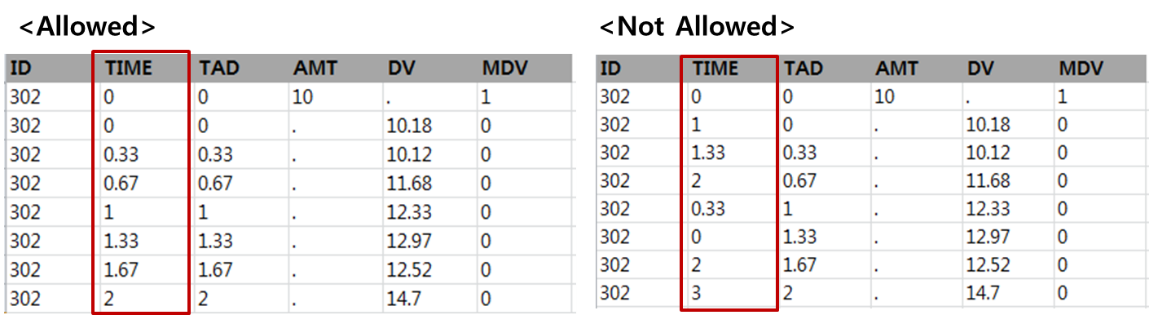 <Allowed>
ID TIME TAD AMT DV MDV
302 0 0 10 . 1
302 0 0 . 10.18 0
302 0.33 0.33 . 10.12 0
302 0.67 0.67 . 11.68 0
302 1 1 . 12.33 0
302 1.33 1.33 . 12.97 0
302 1.67 1.67 . 12.52 0
302 2 2 . 14.7 0
<Not Allowed>
ID TIME TAD AMT DV MDV
302 0 0 10 . 1
302 1 0 . 10.18 0
302 1.33 0.33 . 10.12 0
302 2 0.67 . 11.68 0
302 0.33 1 . 12.33 0
302 0 1.33 . 12.97 0
302 2 1.67 . 12.52 0
302 3 2 . 14.7 0